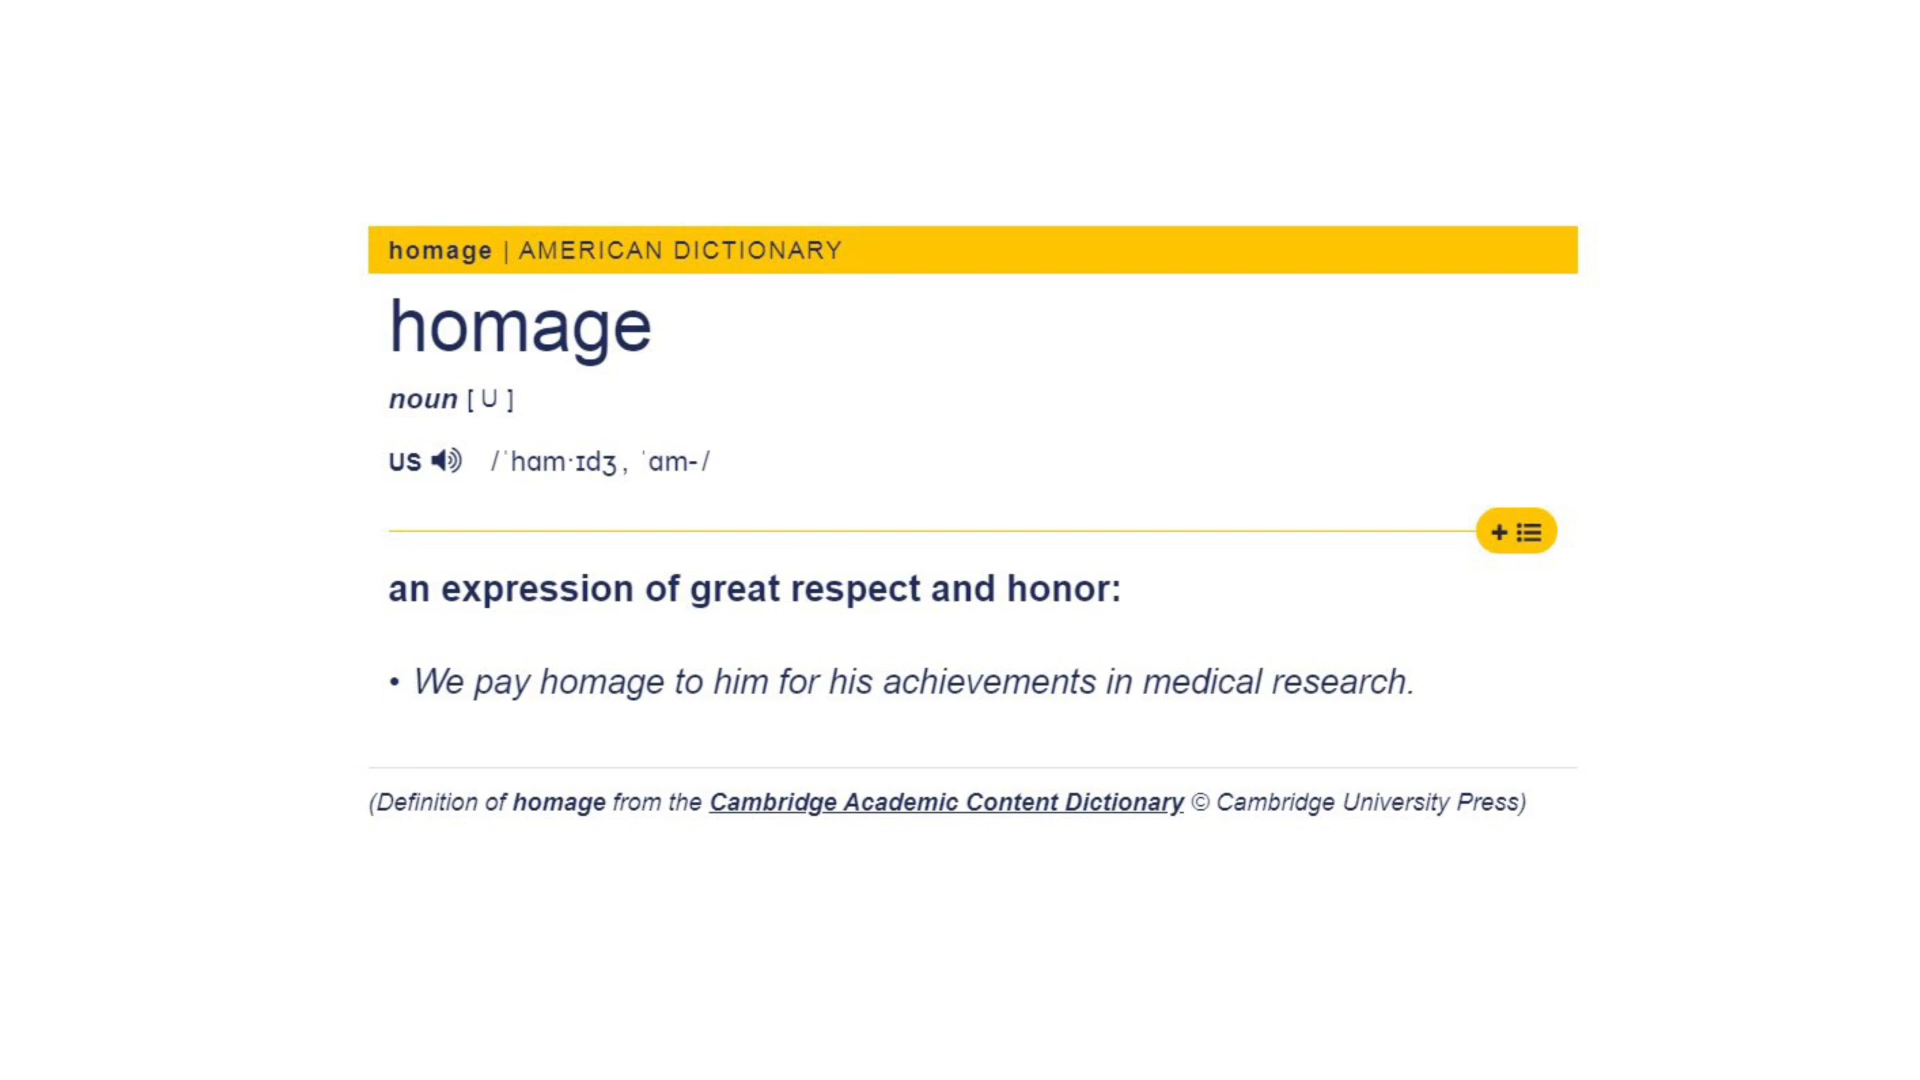 homage | AMERICAN DICTIONARY
homage
noun [ U ]
US /ˈhɑm·ɪdʒ, ˈɑm-/
an expression of great respect and honor:
• We pay homage to him for his achievements in medical research.
(Definition of homage from the Cambridge Academic Content Dictionary © Cambridge University Press)